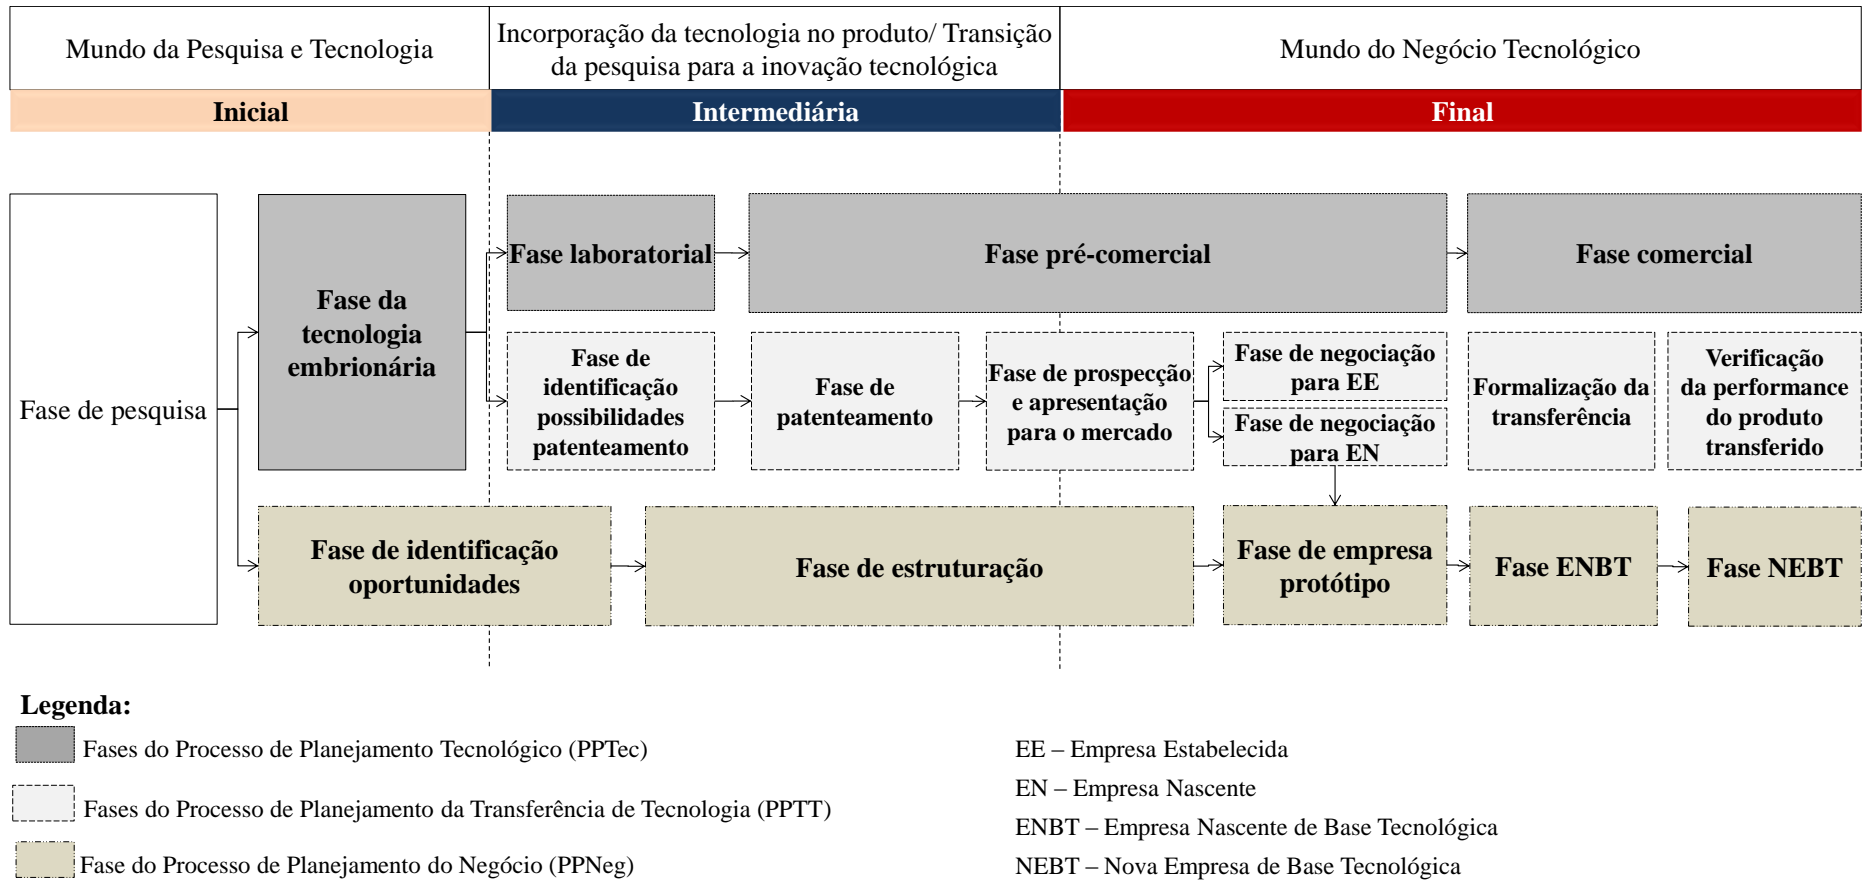 Mundo da Pesquisa e Tecnologia
Incorporação da tecnologia no produto/ Transição
da pesquisa para a inovação tecnológica
Mundo do Negócio Tecnológico
Inicial
Intermediária
Final
Fase de pesquisa
Fase da
tecnologia
embrionária
Fase laboratorial
Fase pré-comercial
Fase comercial
Fase de
identificação
possibilidades
patenteamento
Fase de
patenteamento
Fase de prospecção
e apresentação
para o mercado
Fase de negociação
para EE
Fase de negociação
para EN
Formalização da
transferência
Verificação
da performance
do produto
transferido
Fase de identificação
oportunidades
Fase de estruturação
Fase de empresa
protótipo
Fase ENBT
Fase NEBT
Legenda:
Fases do Processo de Planejamento Tecnológico (PPTec)
Fases do Processo de Planejamento da Transferência de Tecnologia (PPTT)
Fase do Processo de Planejamento do Negócio (PPNeg)
EE – Empresa Estabelecida
EN – Empresa Nascente
ENBT – Empresa Nascente de Base Tecnológica
NEBT – Nova Empresa de Base Tecnológica